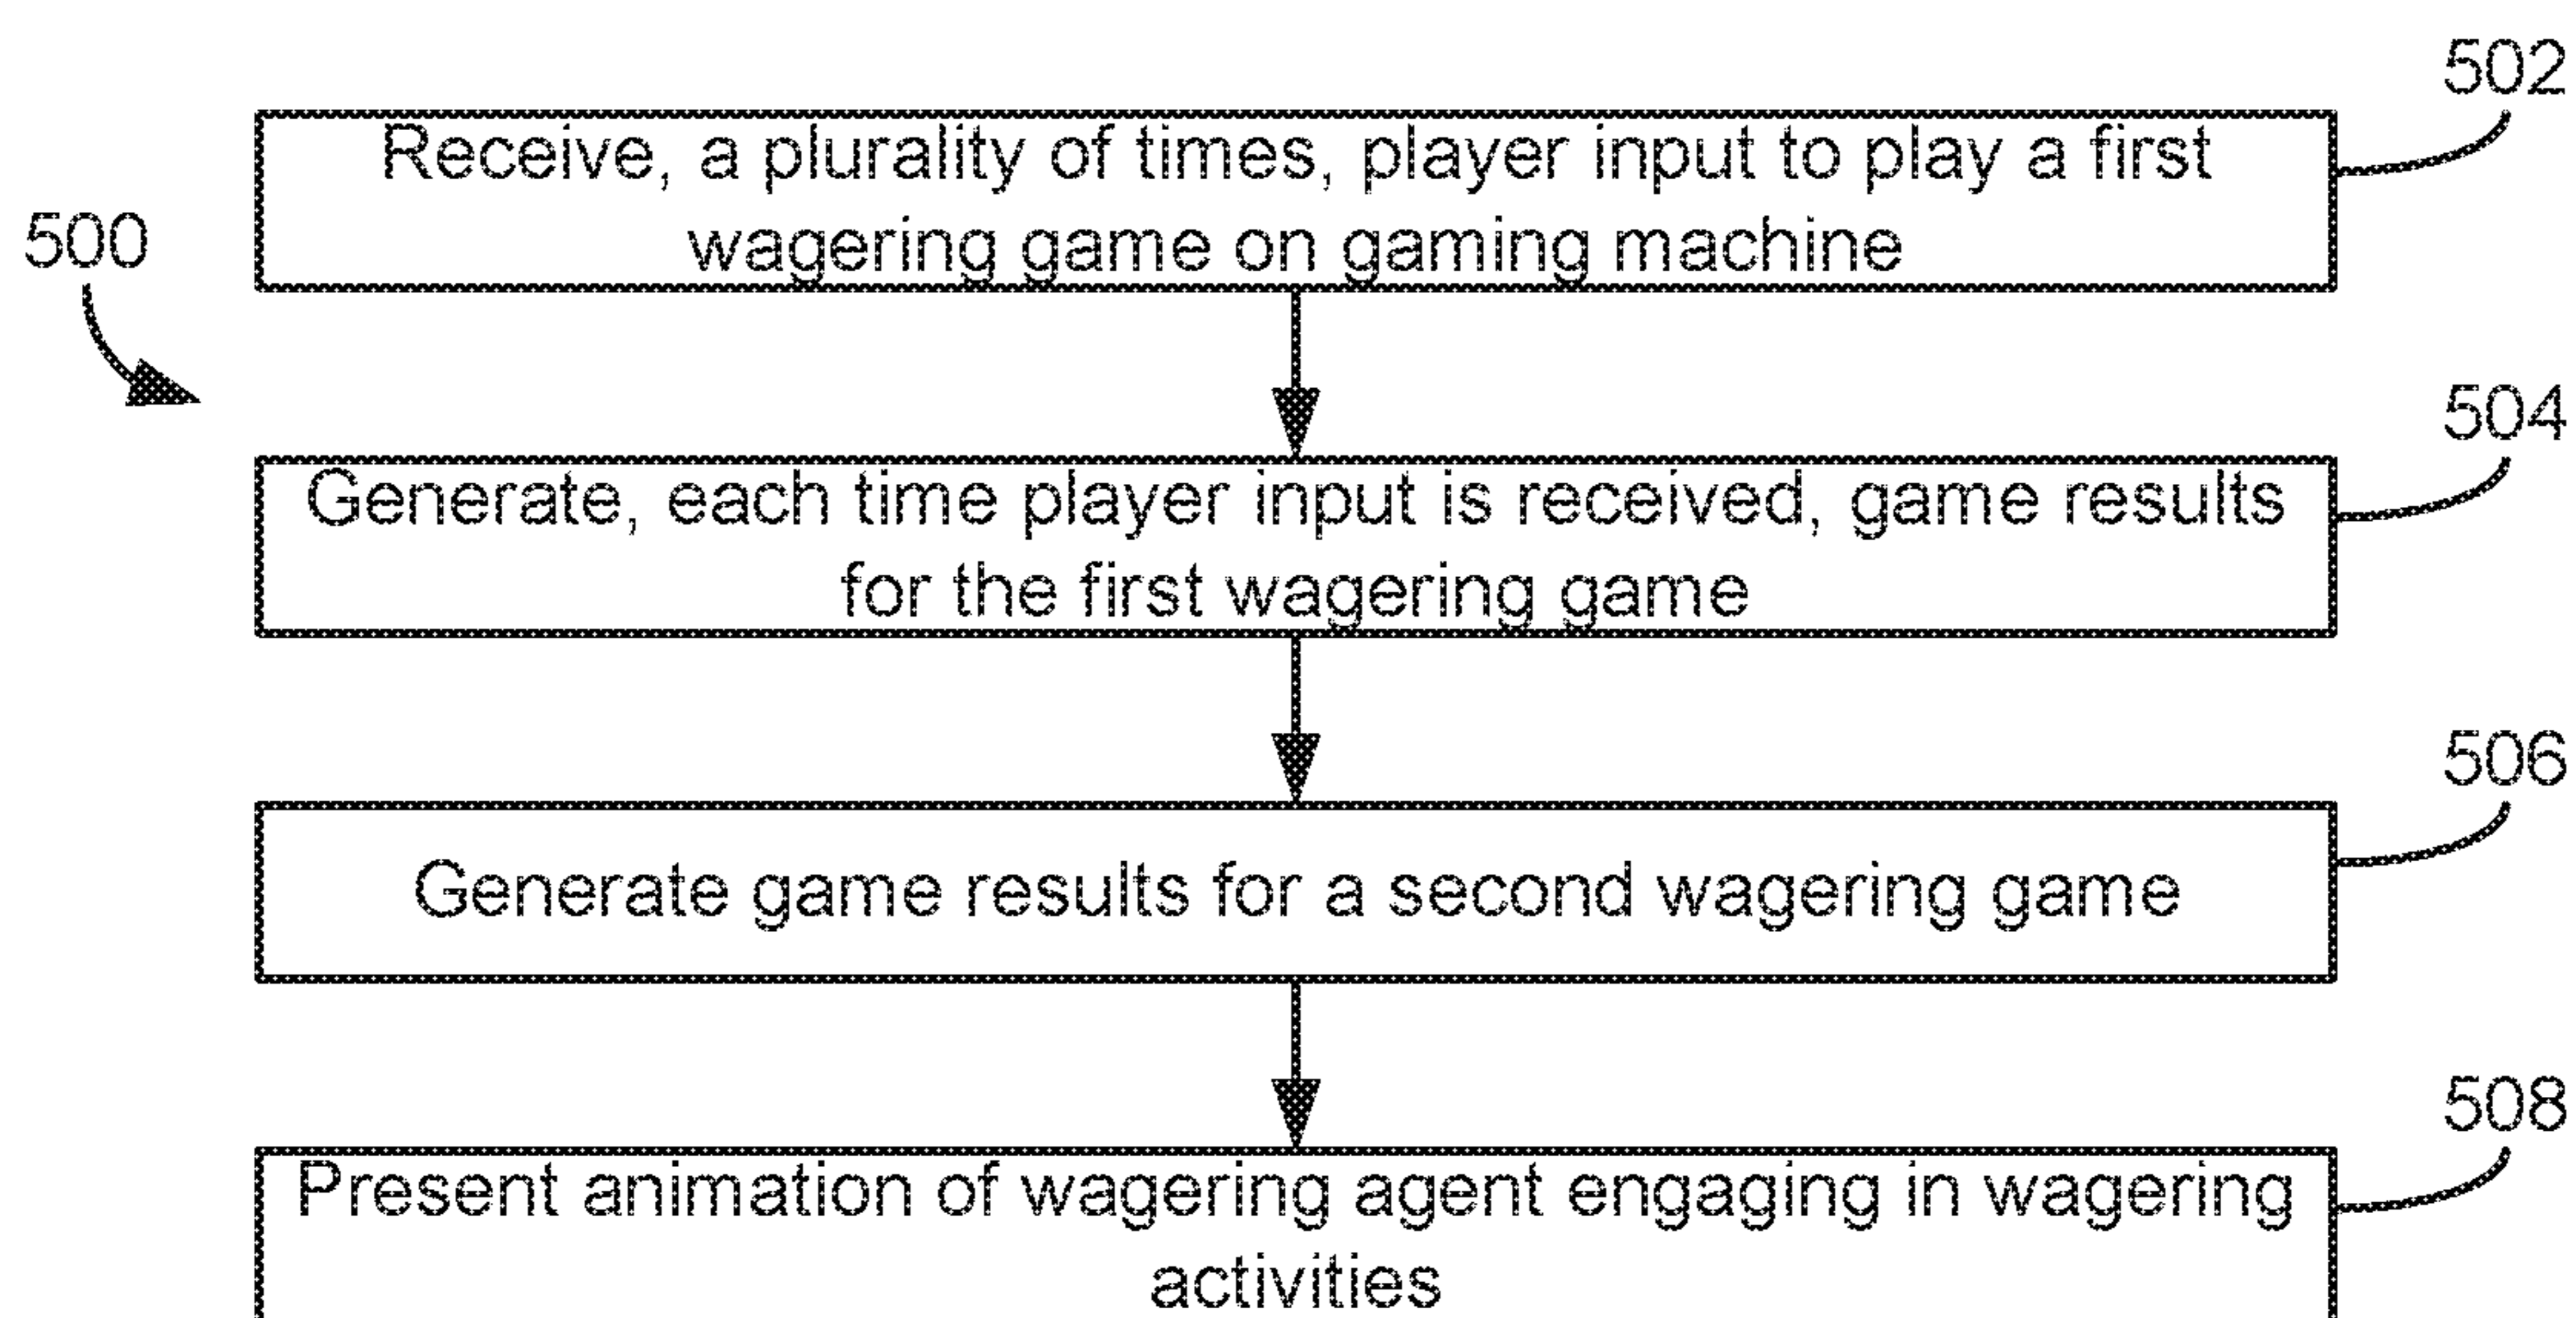 502
Receive, a plurality of times, player input to play a first
wagering game on gaming machine
500
504
Generate, each time player input is received, game results
for the first wagering game
506
Generate game results for a second wagering game
508
Present animation of wagering agent engaging in wagering
activities